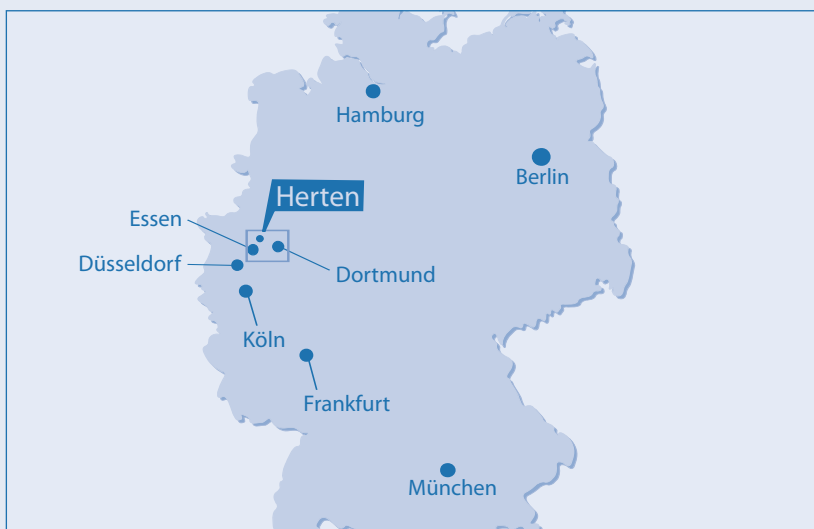 Hamburg
Berlin
Herten
Essen
Düsseldorf
Dortmund
Köln
Frankfurt
München